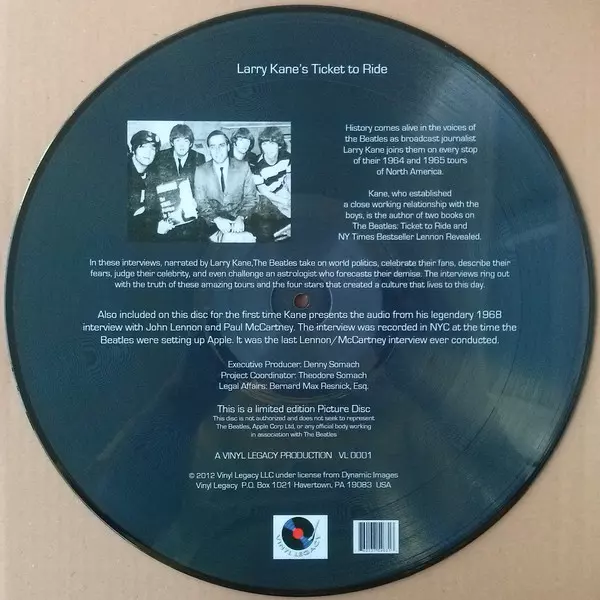 Larry Kane's Ticket to Ride
History comes alive in the voices of
the Beatles as broadcast journalist
Larry Kane joins them on every stop
of their 1964 and 1965 tours
of North America.
Kane, who established
a close working relationship with the
boys, is the author of two books on
The Beatles: Ticket to Ride and
NY Times Bestseller Lennon Revealed.
In these interviews, narrated by Larry Kane,The Beatles take on world politics, celebrate their fans, describe their
fears, judge their celebrity, and even challenge an astrologist who forecasts their demise. The interviews ring out
with the truth of these amazing tours and the four stars that created a culture that lives to this day.
Also included on this disc for the first time Kane presents the audio from his legendary 1968
interview with John Lennon and Paul McCartney. The interview was recorded in NYC at the time the
Beatles were setting up Apple. It was the last Lennon/McCartney interview ever conducted.
Executive Producer: Denny Somach
Project Coordinator: Theodore Somach
Legal Affairs: Bernard Max Resnick, Esq.
This is a limited edition Picture Disc
This disc is not authorized and does not seek to represent
The Beatles, Apple Corp Ltd, or any official body working
in association with The Beatles
A VINYL LEGACY PRODUCTION VL 0001
© 2012 Vinyl Legacy LLC under license from Dynamic Images
Vinyl Legacy P.O. Box 1021 Havertown, PA 19083 USA
VINYL LEGACY